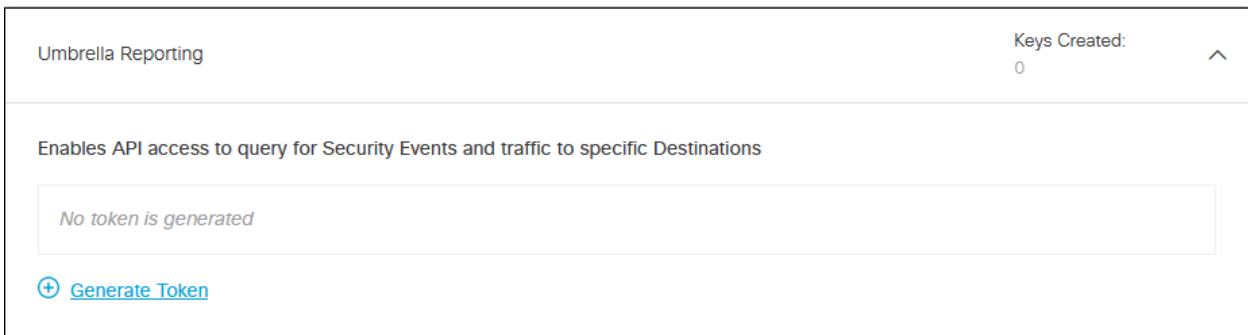 Umbrella Reporting
Keys Created:
0
Enables API access to query for Security Events and traffic to specific Destinations
No token is generated
Generate Token